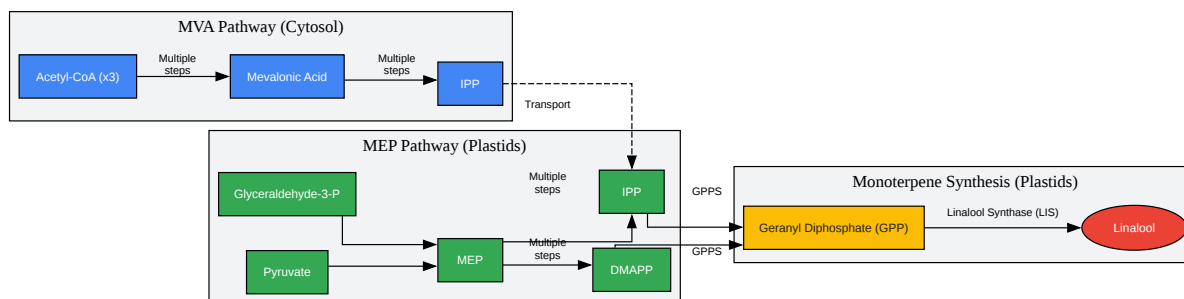 MVA Pathway (Cytosol)
Acetyl-CoA (x3)
Multiple
steps
Mevalonic Acid
Multiple
steps
IPP
Transport
MEP Pathway (Plastids)
Glyceraldehyde-3-P
Pyruvate
MEP
Multiple
steps
IPP
Multiple
steps
DMAPP
GPPS
GPPS
Monoterpene Synthesis (Plastids)
Geranyl Diphosphate (GPP)
Linalool Synthase (LIS)
Linalool